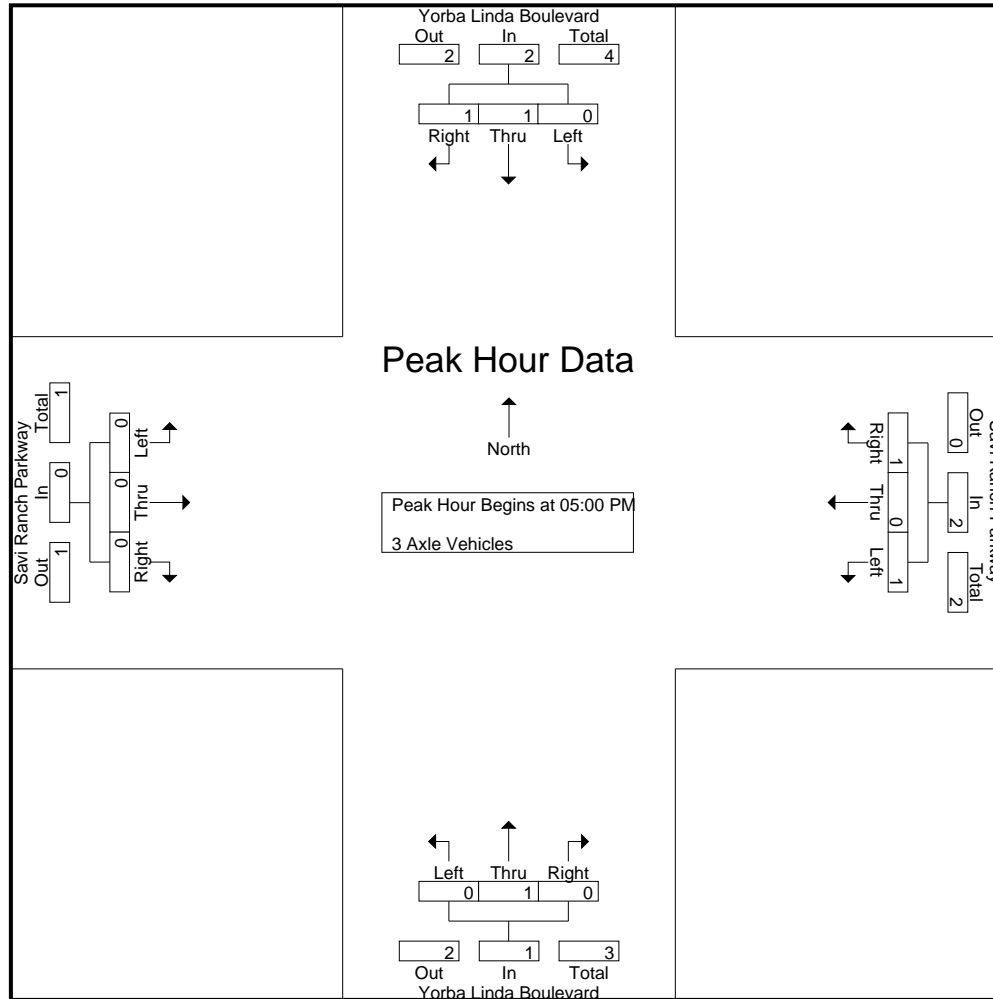 Yorba Linda Boulevard
Out In Total
2 2 4
1 1 0
Right Thru Left
Peak Hour Data
North
Peak Hour Begins at 05:00 PM
3 Axle Vehicles
Savi Ranch Parkway
Total In Out
1 0 1
0 0 0
Left Thru Right
Right Thru Left
1 0 1
0 2 2
Out In Total
Savi Ranch Parkway
Left Thru Right
0 1 0
2 1 3
Out In Total
Yorba Linda Boulevard